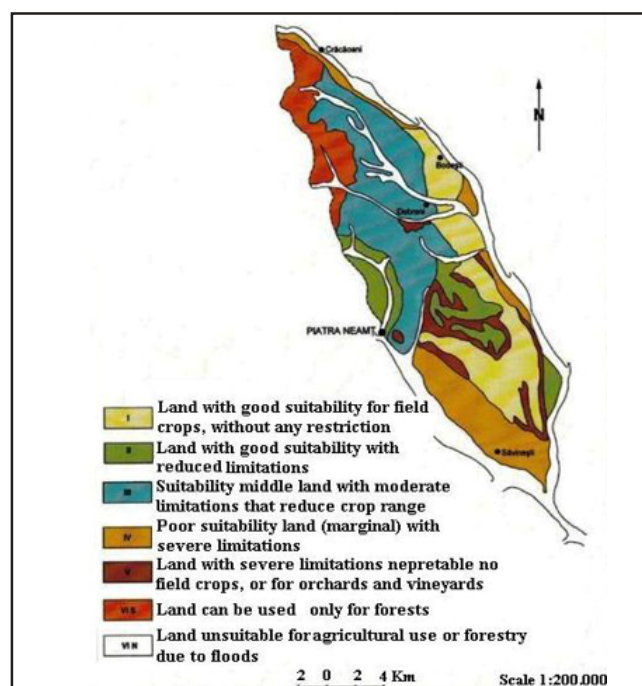 Crăcăoani
N
Bodești
Dobreni
PIATRA NEAMȚ
Săvinești
I Land with good suitability for field
crops, without any restriction
II Land with good suitability with
reduced limitations
III Suitability middle land with moderate
limitations that reduce crop range
IV Poor suitability land (marginal) with
severe limitations
V Land with severe limitations nepretable no
field crops, or for orchards and vineyards
VI S Land can be used only for forests
VI N Land unsuitable for agricultural use or forestry
due to floods
2 0 2 4 Km
Scale 1:200.000